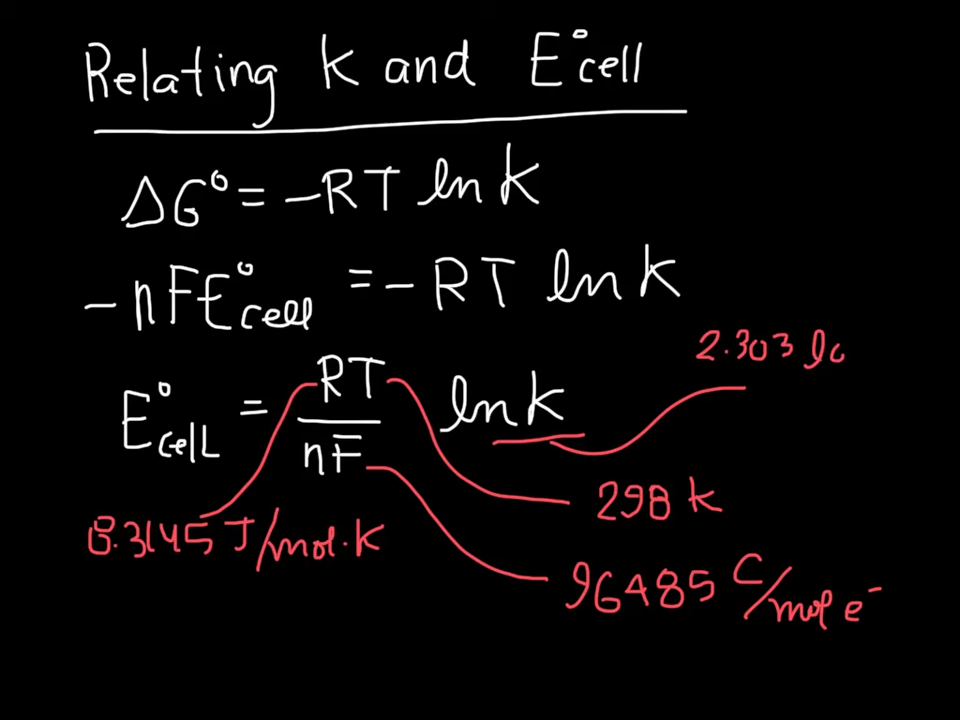 Relating K and E°cell
ΔG° = -RT ln K
-nFE°cell = -RT ln K
2.303 lo
E°cell = RT/nF ln K
298 K
8.3145 J/mol·K
96485 C/mol e⁻